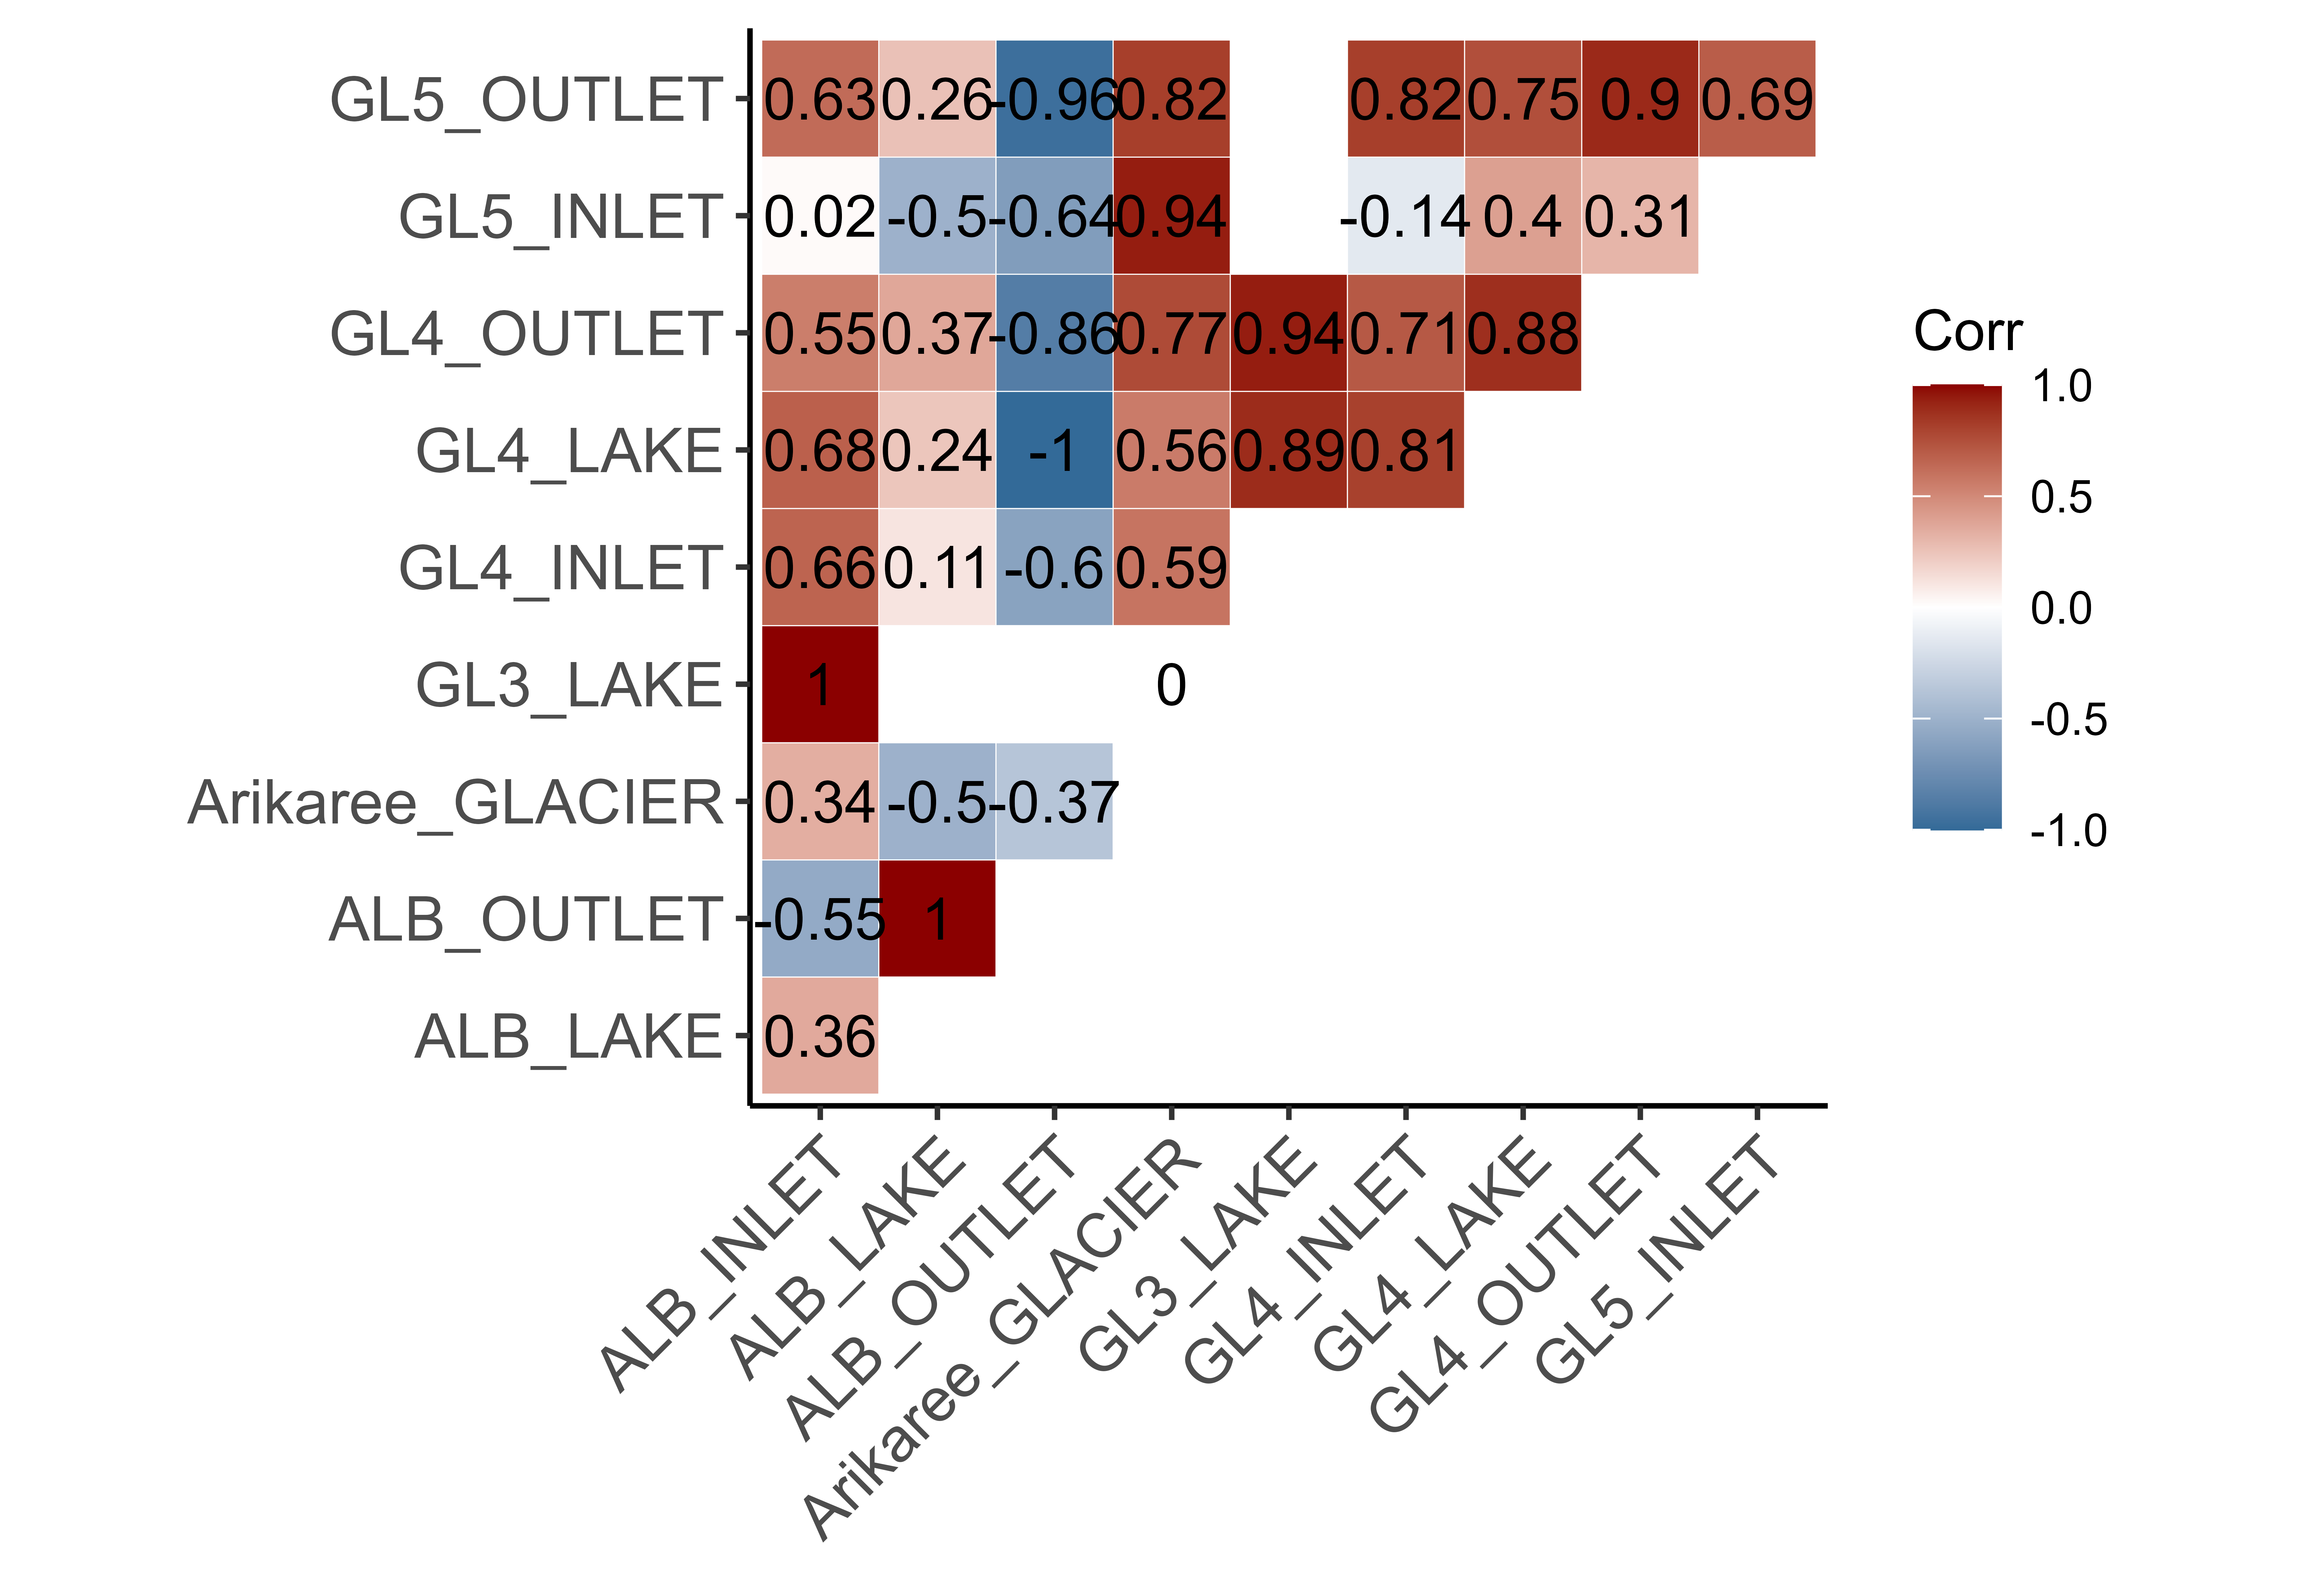 GL5_OUTLET 0.63 0.26 -0.96 0.82 0.82 0.75 0.9 0.69
GL5_INLET 0.02 -0.5 -0.64 0.94 -0.14 0.4 0.31
GL4_OUTLET 0.55 0.37 -0.86 0.77 0.94 0.71 0.88
GL4_LAKE 0.68 0.24 -1 0.56 0.89 0.81
GL4_INLET 0.66 0.11 -0.6 0.59
GL3_LAKE 1 0
Arikaree_GLACIER 0.34 -0.5 -0.37
ALB_OUTLET -0.55 1
ALB_LAKE 0.36
ALB_INLET
ALB_LAKE
ALB_OUTLET
Arikaree_GLACIER
GL3_LAKE
GL4_INLET
GL4_LAKE
GL4_OUTLET
GL5_INLET
Corr
1.0
0.5
0.0
-0.5
-1.0